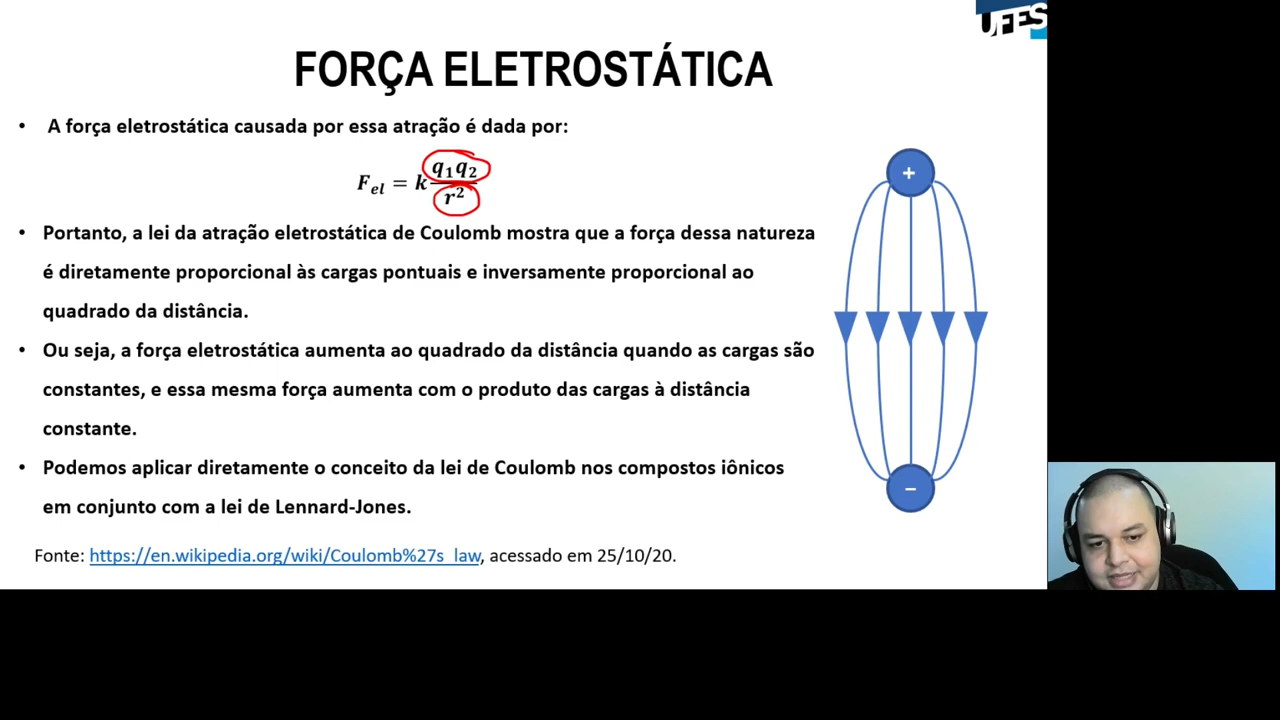 UFES
FORÇA ELETROSTÁTICA
• A força eletrostática causada por essa atração é dada por:
F_el = k q₁q₂ / r²
• Portanto, a lei da atração eletrostática de Coulomb mostra que a força dessa natureza
é diretamente proporcional às cargas pontuais e inversamente proporcional ao
quadrado da distância.
• Ou seja, a força eletrostática aumenta ao quadrado da distância quando as cargas são
constantes, e essa mesma força aumenta com o produto das cargas à distância
constante.
• Podemos aplicar diretamente o conceito da lei de Coulomb nos compostos iônicos
em conjunto com a lei de Lennard-Jones.
Fonte: https://en.wikipedia.org/wiki/Coulomb%27s_law, acessado em 25/10/20.
+
−